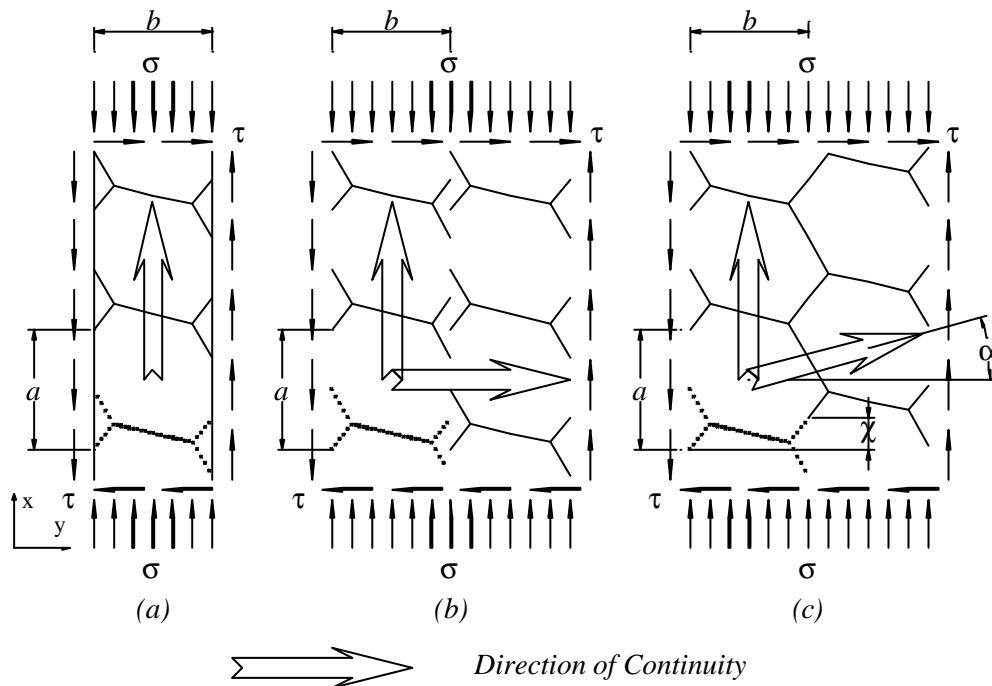 b b b
σ σ σ
τ τ τ
a a a
α
χ
τ τ τ
x
y
σ σ σ
(a) (b) (c)
Direction of Continuity